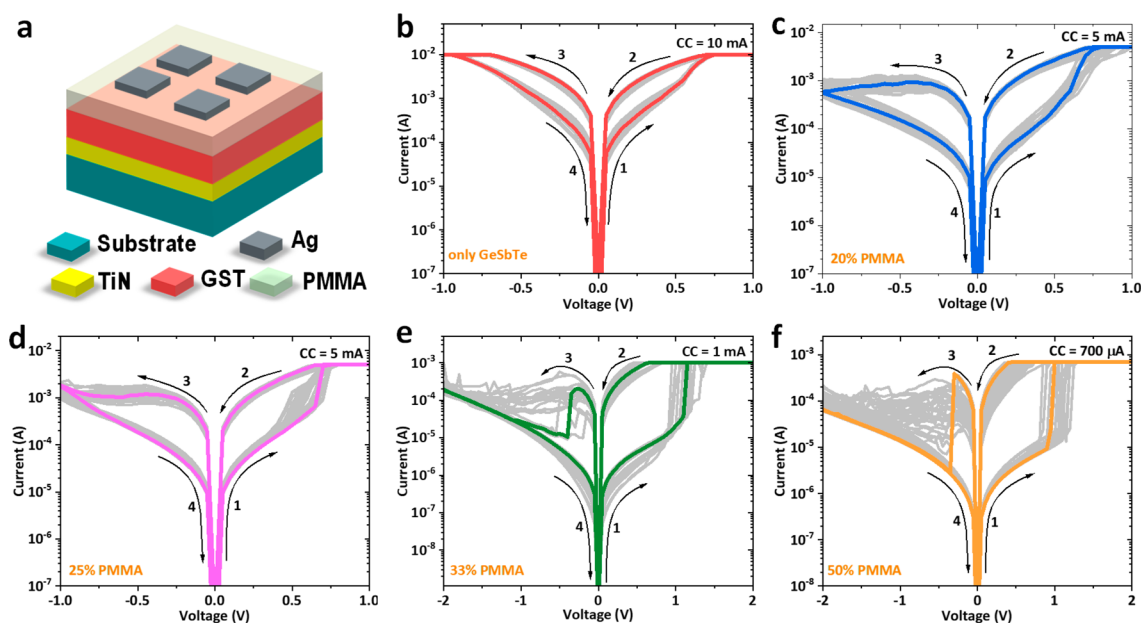 a
Substrate
Ag
TiN
GST
PMMA
b
CC = 10 mA
3
2
4
1
only GeSbTe
Current (A)
10⁻²
10⁻³
10⁻⁴
10⁻⁵
10⁻⁶
10⁻⁷
-1.0
-0.5
0.0
0.5
1.0
Voltage (V)
c
CC = 5 mA
3
2
4
1
20% PMMA
Current (A)
10⁻²
10⁻³
10⁻⁴
10⁻⁵
10⁻⁶
10⁻⁷
-1.0
-0.5
0.0
0.5
1.0
Voltage (V)
d
CC = 5 mA
3
2
4
1
25% PMMA
Current (A)
10⁻²
10⁻³
10⁻⁴
10⁻⁵
10⁻⁶
10⁻⁷
-1.0
-0.5
0.0
0.5
1.0
Voltage (V)
e
CC = 1 mA
3
2
4
1
33% PMMA
Current (A)
10⁻²
10⁻³
10⁻⁴
10⁻⁵
10⁻⁶
10⁻⁷
10⁻⁸
-2
-1
0
1
2
Voltage (V)
f
CC = 700 µA
3
2
4
1
50% PMMA
Current (A)
10⁻²
10⁻³
10⁻⁴
10⁻⁵
10⁻⁶
10⁻⁷
10⁻⁸
-2
-1
0
1
2
Voltage (V)